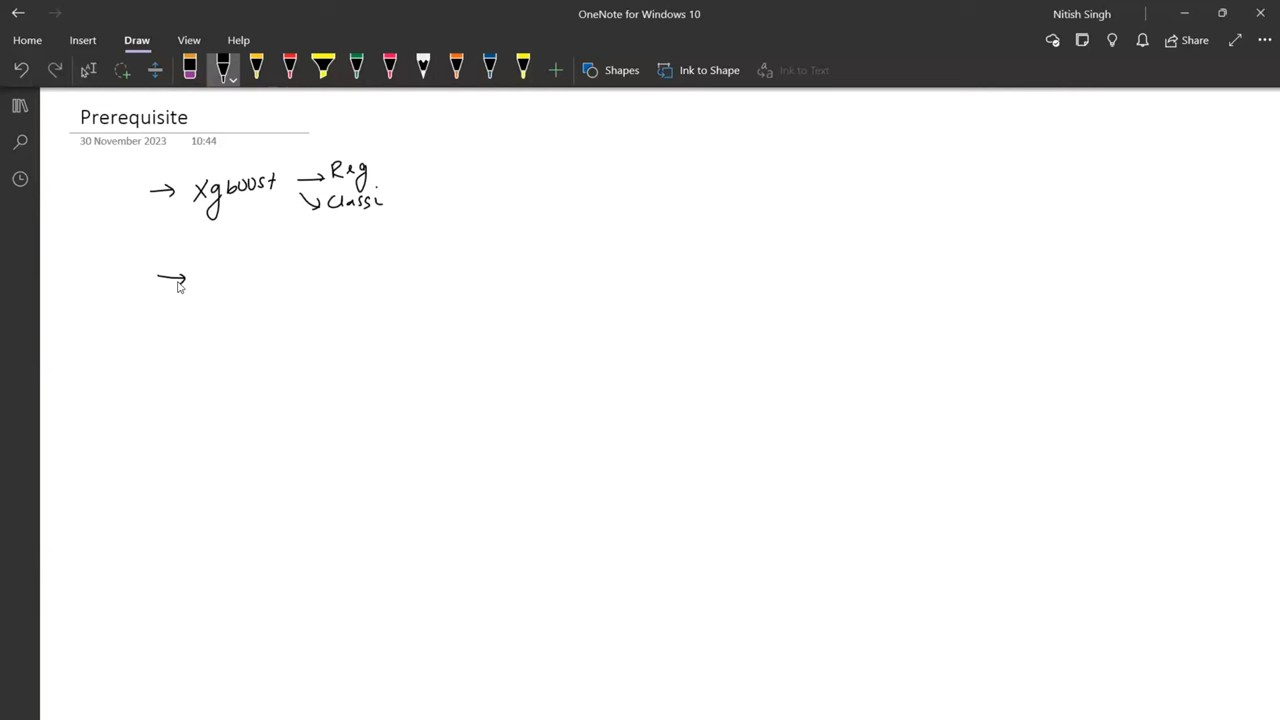 OneNote for Windows 10
Nitish Singh
Home Insert Draw View Help
Share
Shapes Ink to Shape Ink to Text
Prerequisite
30 November 2023 10:44
→ Xgboost → Reg
↘ Classi
→